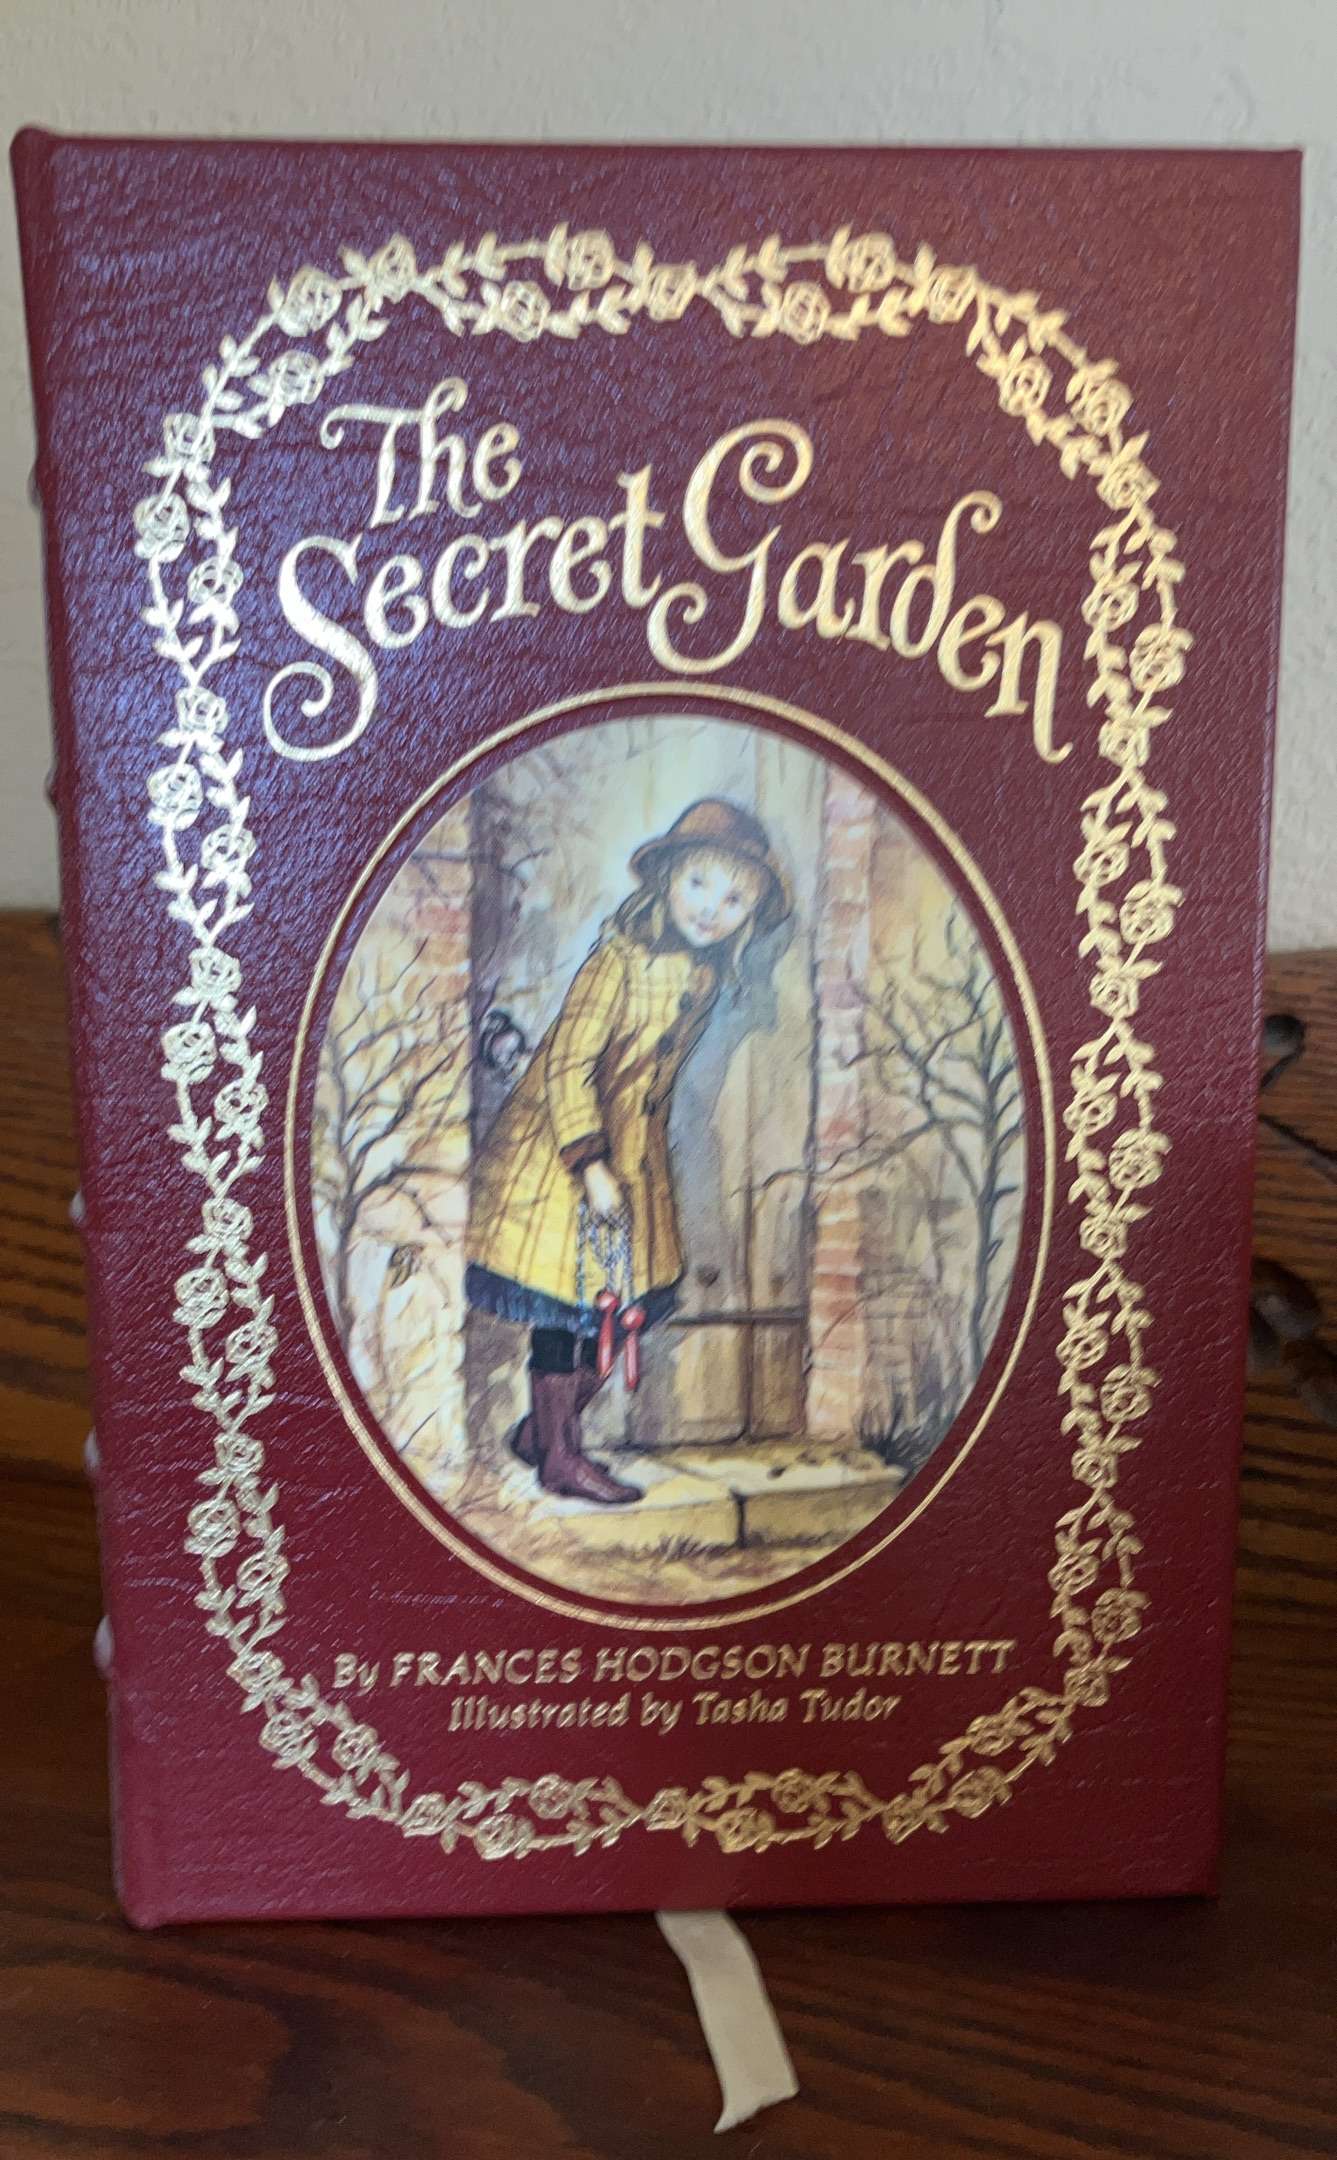 The
Secret Garden
By FRANCES HODGSON BURNETT
Illustrated by Tasha Tudor